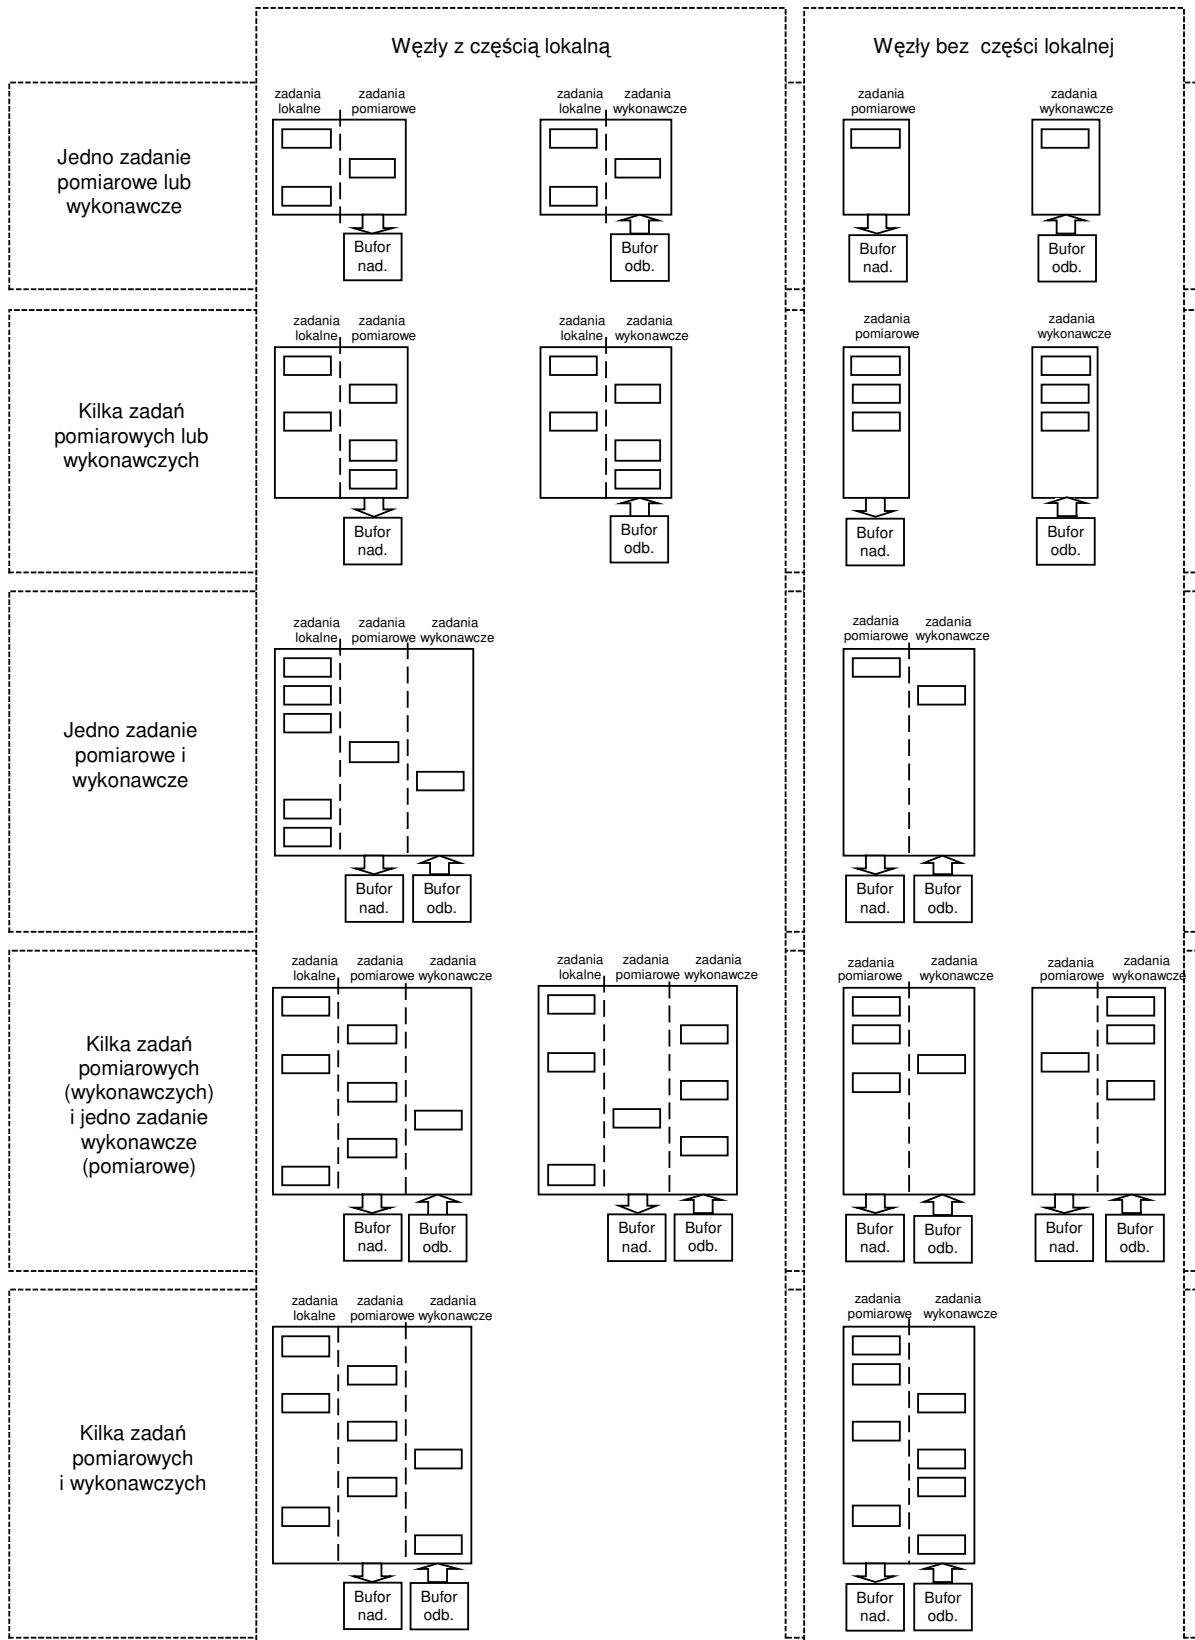 Węzły z częścią lokalną
Węzły bez części lokalnej
Jedno zadanie
pomiarowe lub
wykonawcze
zadania
lokalne
zadania
pomiarowe
Bufor
nad.
zadania
lokalne
zadania
wykonawcze
Bufor
odb.
zadania
pomiarowe
Bufor
nad.
zadania
wykonawcze
Bufor
odb.
Kilka zadań
pomiarowych lub
wykonawczych
zadania
lokalne
zadania
pomiarowe
Bufor
nad.
zadania
lokalne
zadania
wykonawcze
Bufor
odb.
zadania
pomiarowe
Bufor
nad.
zadania
wykonawcze
Bufor
odb.
Jedno zadanie
pomiarowe i
wykonawcze
zadania
lokalne
zadania
pomiarowe
zadania
wykonawcze
Bufor
nad.
Bufor
odb.
zadania
pomiarowe
zadania
wykonawcze
Bufor
nad.
Bufor
odb.
Kilka zadań
pomiarowych
(wykonawczych)
i jedno zadanie
wykonawcze
(pomiarowe)
zadania
lokalne
zadania
pomiarowe
zadania
wykonawcze
Bufor
nad.
Bufor
odb.
zadania
lokalne
zadania
pomiarowe
zadania
wykonawcze
Bufor
nad.
Bufor
odb.
zadania
pomiarowe
zadania
wykonawcze
Bufor
nad.
Bufor
odb.
zadania
pomiarowe
zadania
wykonawcze
Bufor
nad.
Bufor
odb.
Kilka zadań
pomiarowych
i wykonawczych
zadania
lokalne
zadania
pomiarowe
zadania
wykonawcze
Bufor
nad.
Bufor
odb.
zadania
pomiarowe
zadania
wykonawcze
Bufor
nad.
Bufor
odb.